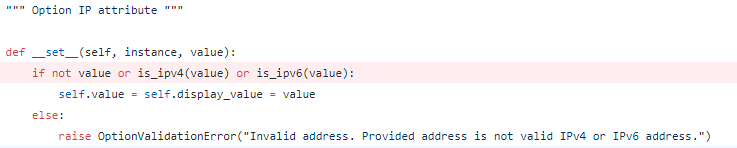 """ Option IP attribute """
def __set__(self, instance, value):
if not value or is_ipv4(value) or is_ipv6(value):
self.value = self.display_value = value
else:
raise OptionValidationError("Invalid address. Provided address is not valid IPv4 or IPv6 address.")